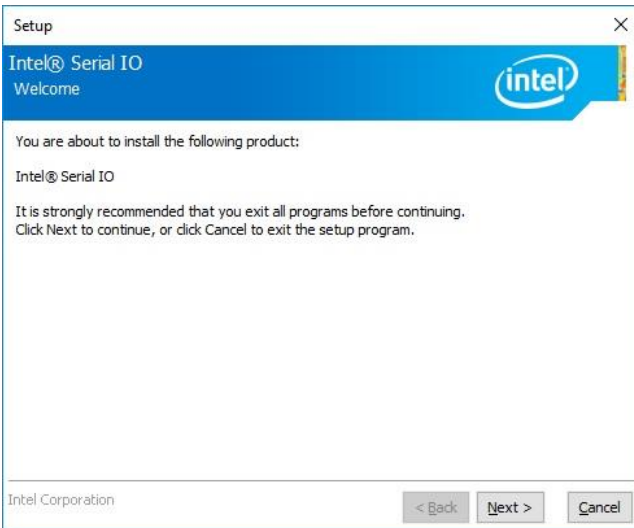 Setup
Intel® Serial IO
Welcome
intel
You are about to install the following product:
Intel® Serial IO
It is strongly recommended that you exit all programs before continuing.
Click Next to continue, or click Cancel to exit the setup program.
Intel Corporation
< Back Next > Cancel